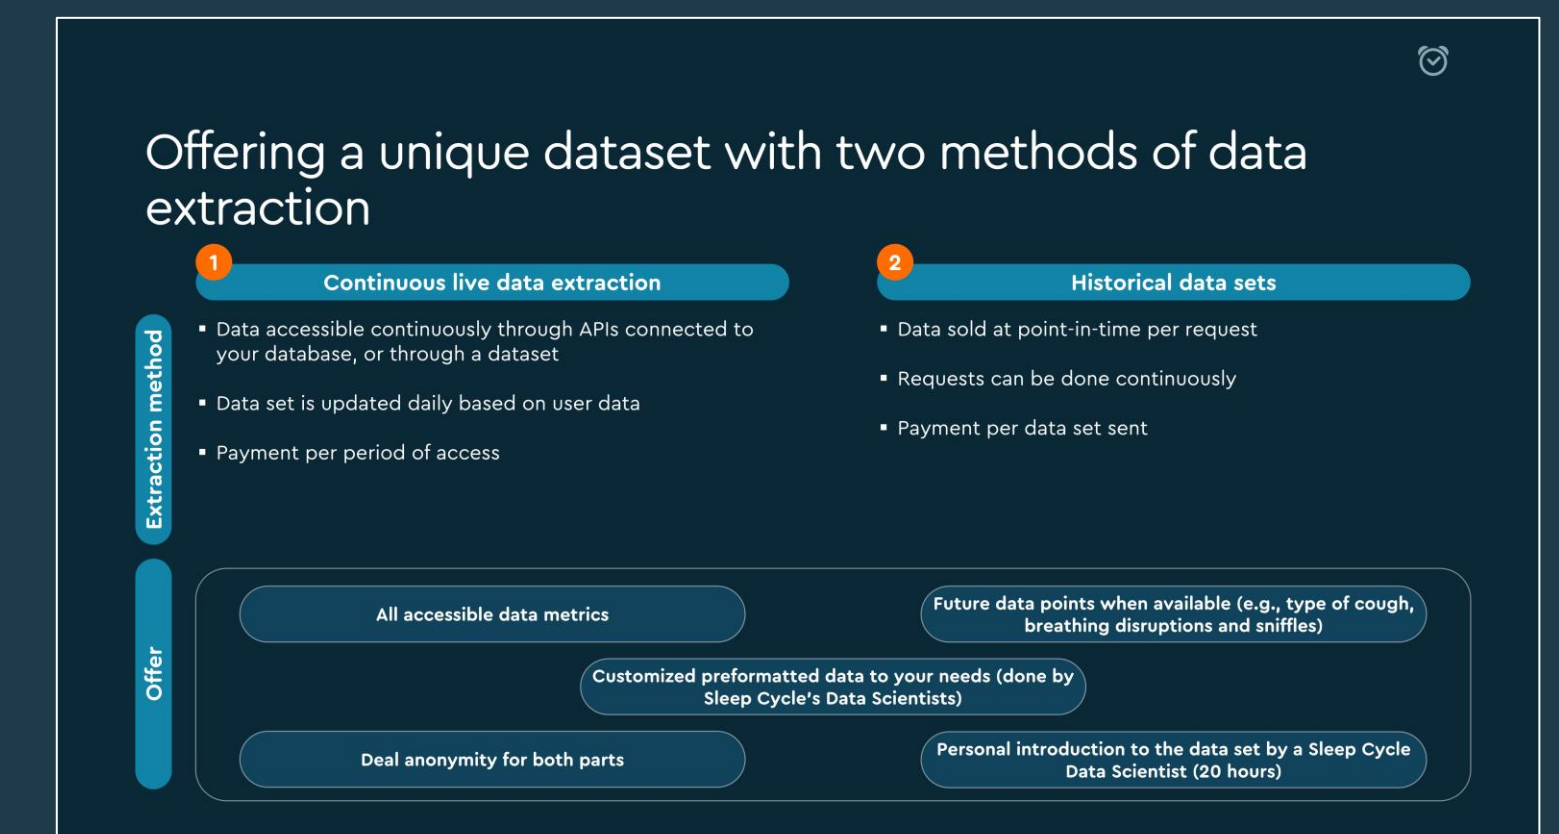 Offering a unique dataset with two methods of data
extraction
1
Continuous live data extraction
2
Historical data sets
Extraction method
▪ Data accessible continuously through APIs connected to
your database, or through a dataset
▪ Data set is updated daily based on user data
▪ Payment per period of access
▪ Data sold at point-in-time per request
▪ Requests can be done continuously
▪ Payment per data set sent
Offer
All accessible data metrics
Future data points when available (e.g., type of cough,
breathing disruptions and sniffles)
Customized preformatted data to your needs (done by
Sleep Cycle's Data Scientists)
Deal anonymity for both parts
Personal introduction to the data set by a Sleep Cycle
Data Scientist (20 hours)